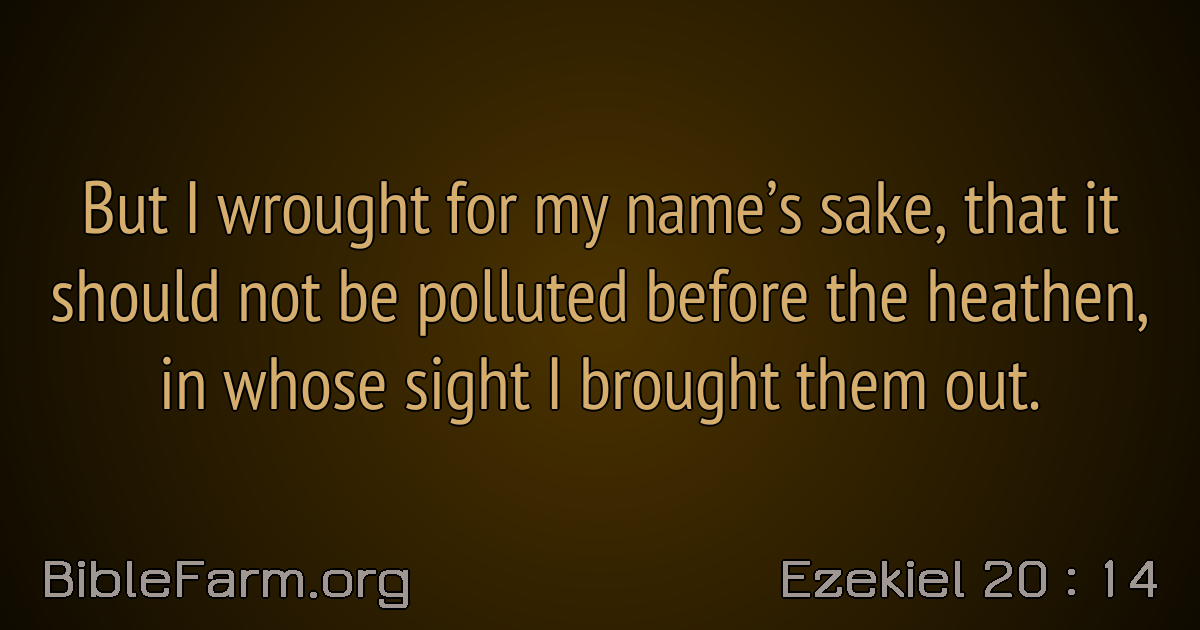 But I wrought for my name’s sake, that it
should not be polluted before the heathen,
in whose sight I brought them out.
BibleFarm.org
Ezekiel 20 : 14